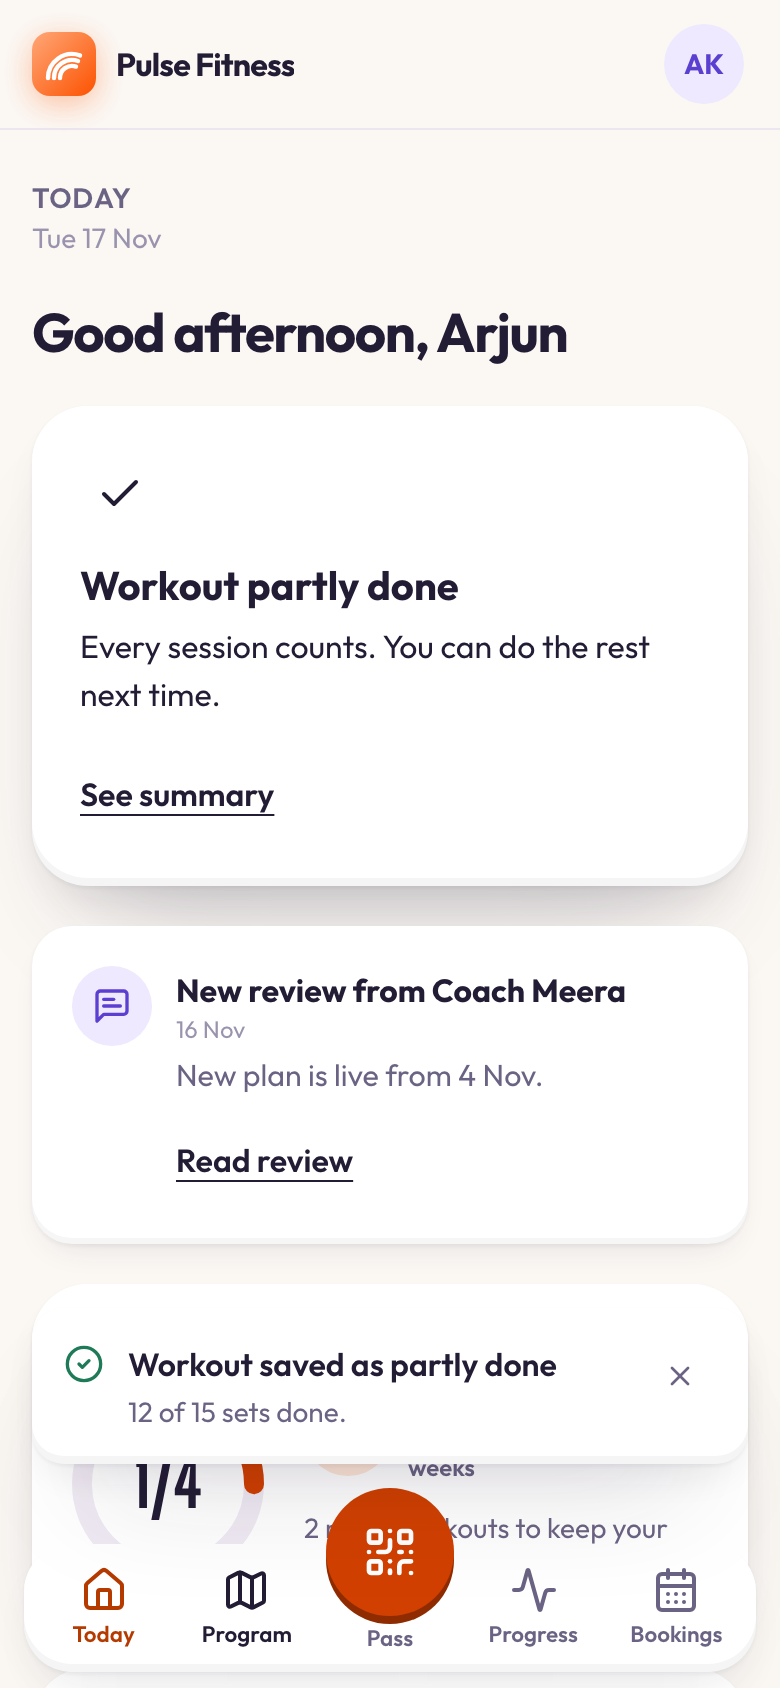 Pulse Fitness
AK
TODAY
Tue 17 Nov
Good afternoon, Arjun
Workout partly done
Every session counts. You can do the rest
next time.
See summary
New review from Coach Meera
16 Nov
New plan is live from 4 Nov.
Read review
Workout saved as partly done
12 of 15 sets done.
1/4
weeks
2 to keep your
Today
Program
Pass
Progress
Bookings